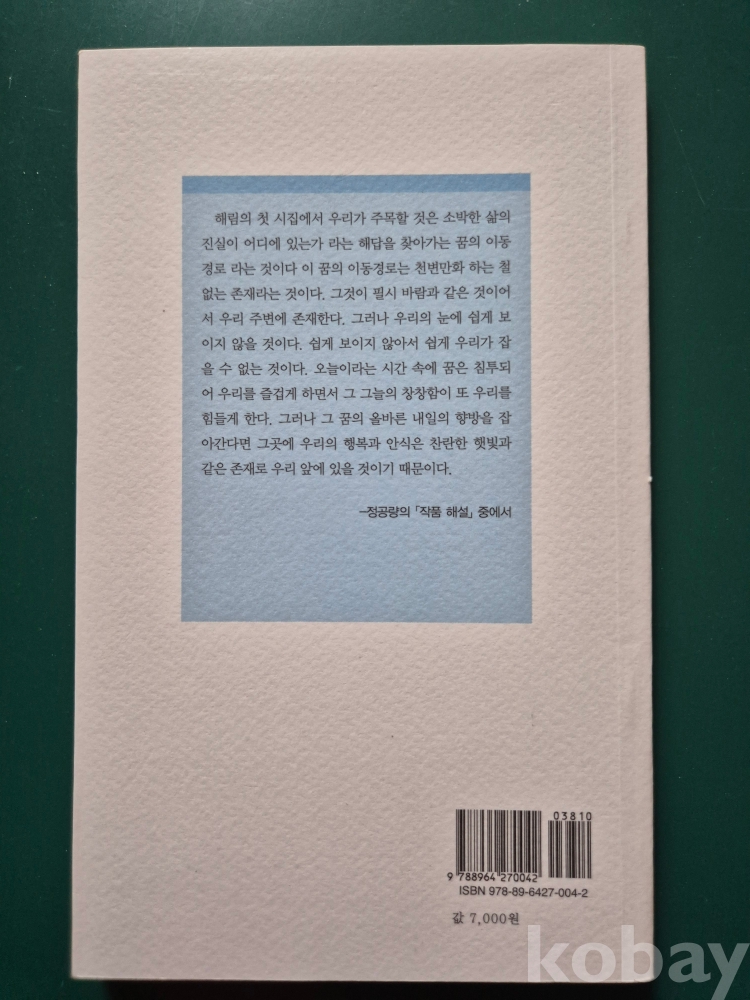 해림의 첫 시집에서 우리가 주목할 것은 소박한 삶의
진실이 어디에 있는가 라는 해답을 찾아가는 꿈의 이동
경로 라는 것이다 이 꿈의 이동경로는 천변만화 하는 철
없는 존재라는 것이다. 그것이 필시 바람과 같은 것이어
서 우리 주변에 존재한다. 그러나 우리의 눈에 쉽게 보
이지 않을 것이다. 쉽게 보이지 않아서 쉽게 우리가 잡
을 수 없는 것이다. 오늘이라는 시간 속에 꿈은 침투되
어 우리를 즐겁게 하면서 그 그늘의 창창함이 또 우리를
힘들게 한다. 그러나 그 꿈의 올바른 내일의 향방을 잡
아간다면 그곳에 우리의 행복과 안식은 찬란한 햇빛과
같은 존재로 우리 앞에 있을 것이기 때문이다.
-정공량의 「작품 해설」 중에서
03810
9 788964 270042
ISBN 978-89-6427-004-2
값 7,000원
kobay